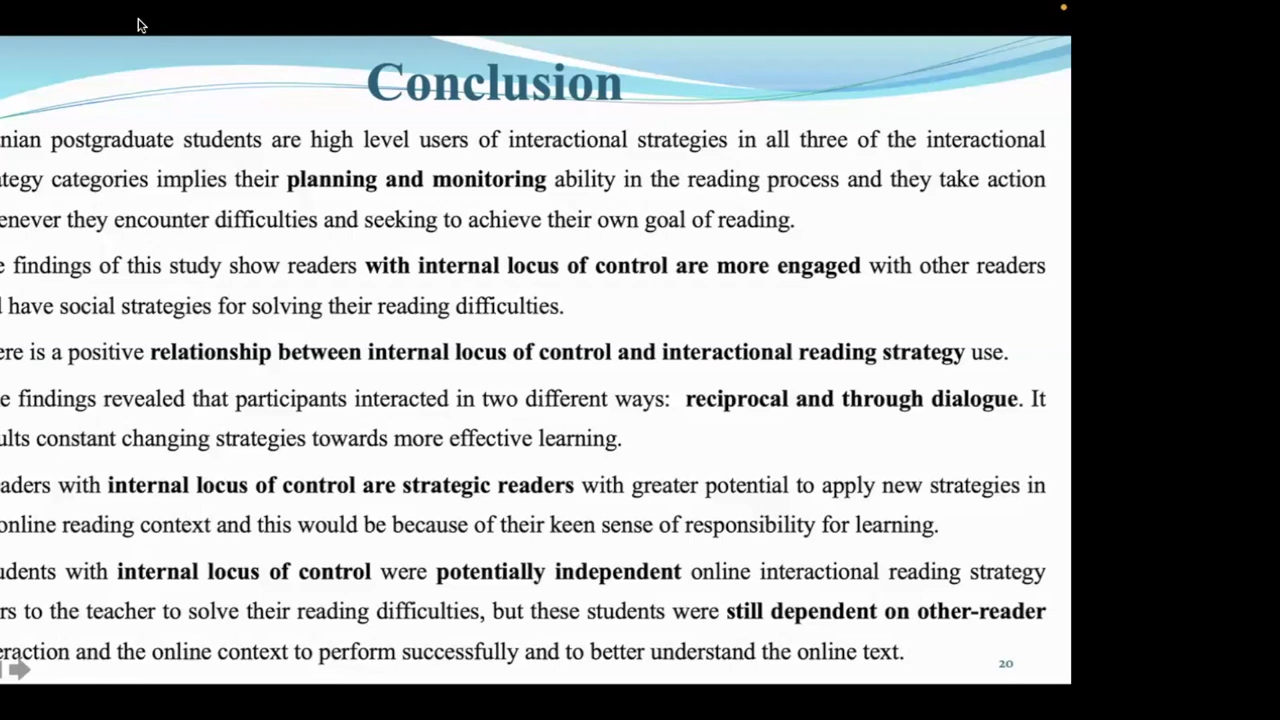 Conclusion
nian postgraduate students are high level users of interactional strategies in all three of the interactional
tegy categories implies their planning and monitoring ability in the reading process and they take action
enever they encounter difficulties and seeking to achieve their own goal of reading.
e findings of this study show readers with internal locus of control are more engaged with other readers
have social strategies for solving their reading difficulties.
ere is a positive relationship between internal locus of control and interactional reading strategy use.
e findings revealed that participants interacted in two different ways: reciprocal and through dialogue. It
ults constant changing strategies towards more effective learning.
aders with internal locus of control are strategic readers with greater potential to apply new strategies in
online reading context and this would be because of their keen sense of responsibility for learning.
udents with internal locus of control were potentially independent online interactional reading strategy
rs to the teacher to solve their reading difficulties, but these students were still dependent on other-reader
eraction and the online context to perform successfully and to better understand the online text.
20